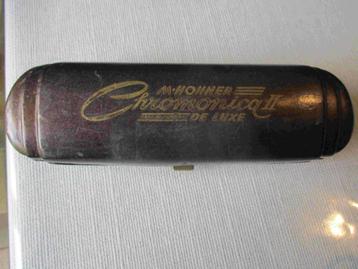 M. HOHNER
Chromonica II
DE LUXE